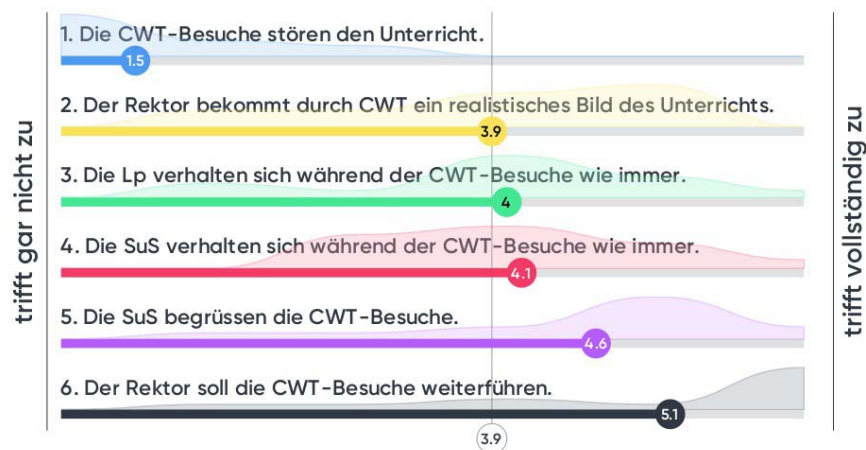 trifft gar nicht zu
1. Die CWT-Besuche stören den Unterricht.
1.5
2. Der Rektor bekommt durch CWT ein realistisches Bild des Unterrichts.
3.9
3. Die Lp verhalten sich während der CWT-Besuche wie immer.
4
4. Die SuS verhalten sich während der CWT-Besuche wie immer.
4.1
5. Die SuS begrüssen die CWT-Besuche.
4.6
6. Der Rektor soll die CWT-Besuche weiterführen.
5.1
3.9
trifft vollständig zu